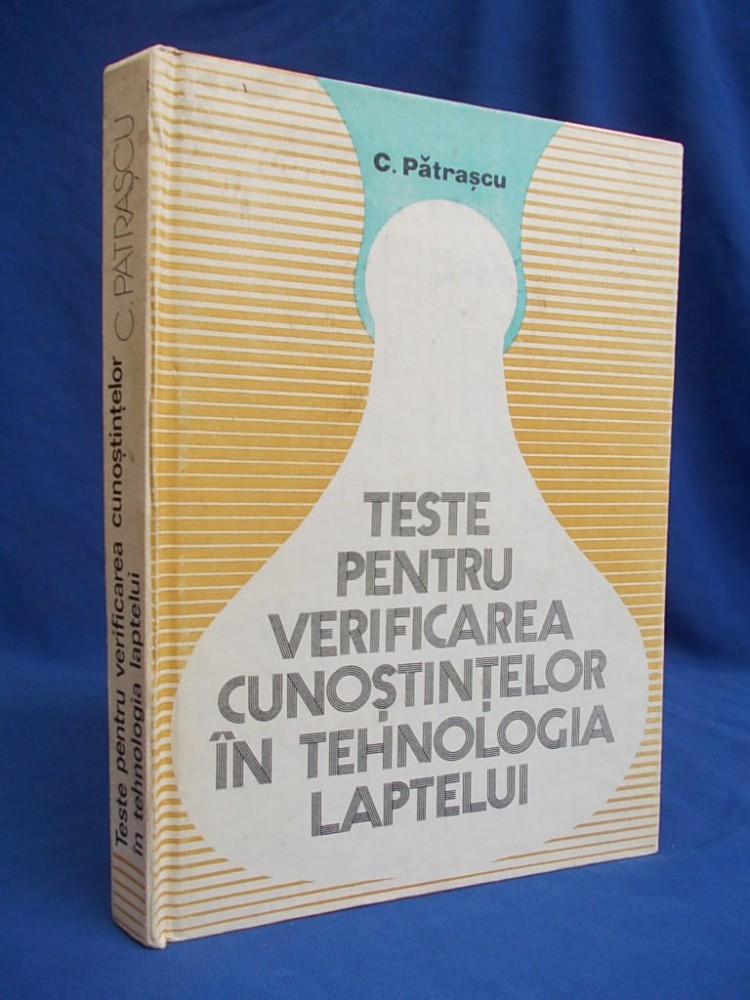 C. Pătrașcu
TESTE
PENTRU
VERIFICAREA
CUNOȘTINȚELOR
ÎN TEHNOLOGIA
LAPTELUI
C. PATRAȘCU
Teste pentru verificarea cunoștințelor
în tehnologia laptelui